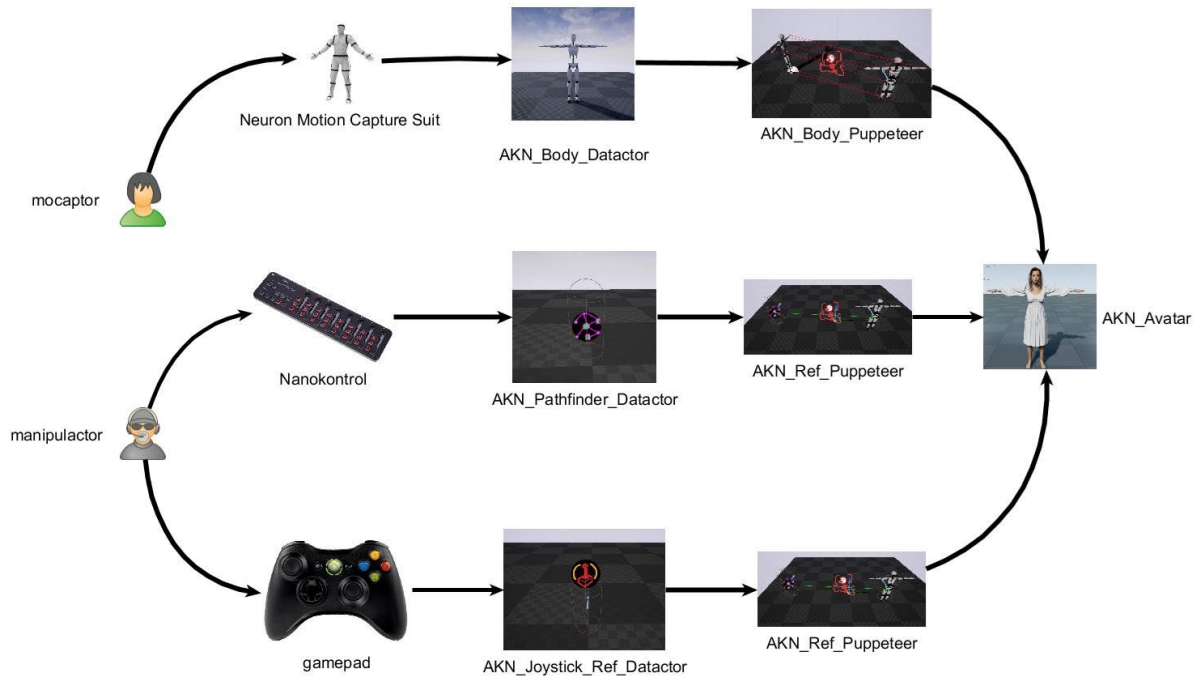 Neuron Motion Capture Suit
AKN_Body_Datactor
AKN_Body_Puppeteer
mocaptor
Nanokontrol
AKN_Pathfinder_Datactor
AKN_Ref_Puppeteer
AKN_Avatar
manipulactor
gamepad
AKN_Joystick_Ref_Datactor
AKN_Ref_Puppeteer